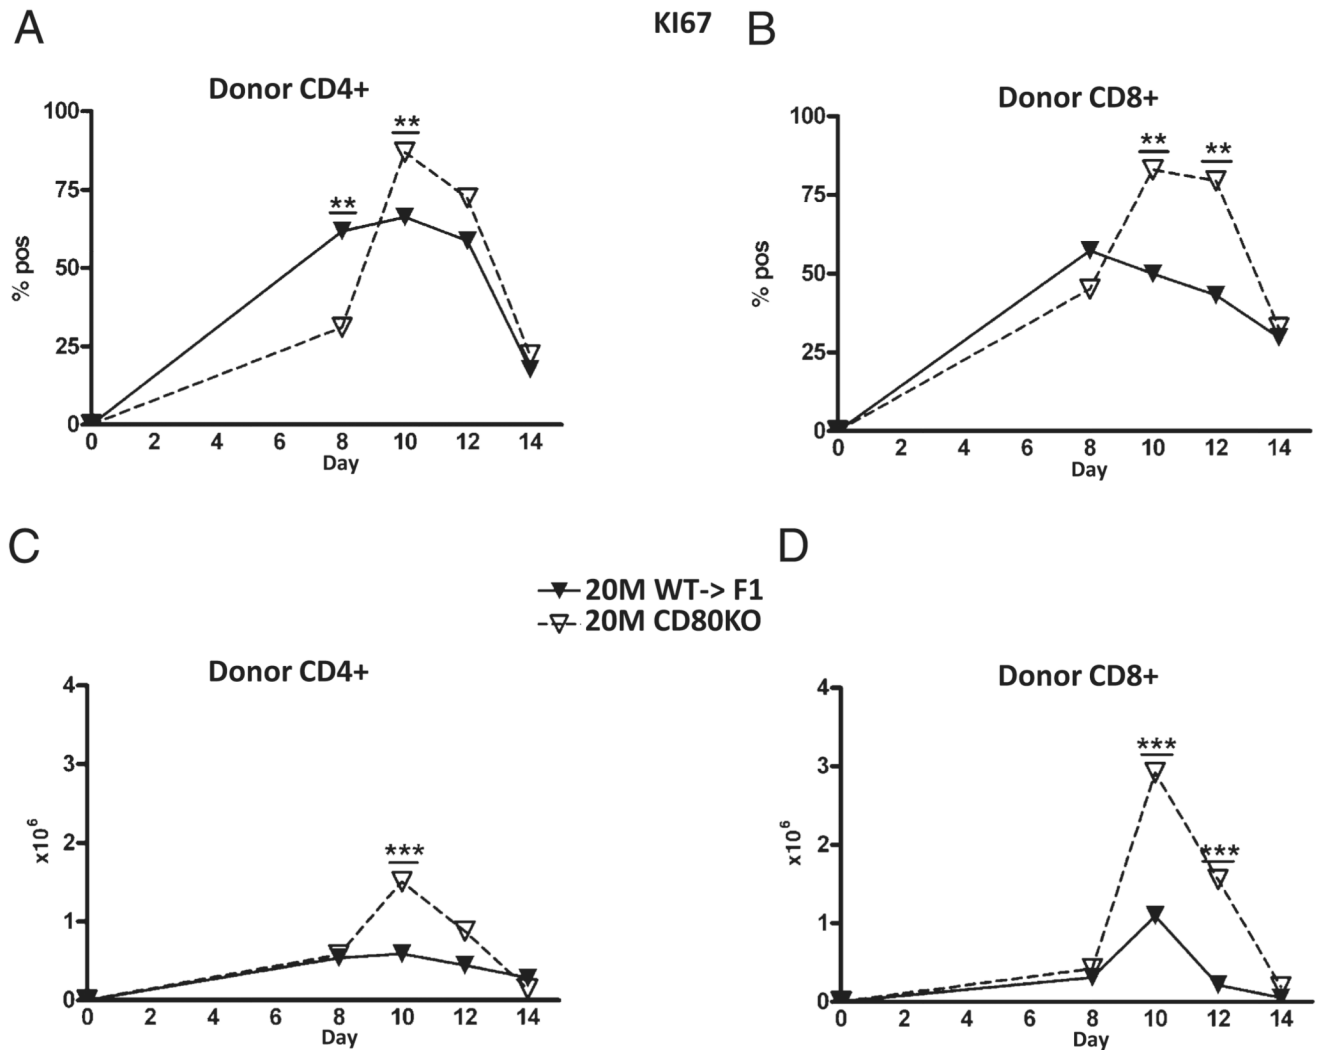 A
KI67
B
Donor CD4+
100
75
50
25
0
% pos
**
**
0 2 4 6 8 10 12 14
Day
Donor CD8+
100
75
50
25
0
% pos
**
**
0 2 4 6 8 10 12 14
Day
C
D
20M WT-> F1
20M CD80KO
Donor CD4+
4
3
2
1
0
x10⁶
***
0 2 4 6 8 10 12 14
Day
Donor CD8+
4
3
2
1
0
x10⁶
***
***
0 2 4 6 8 10 12 14
Day